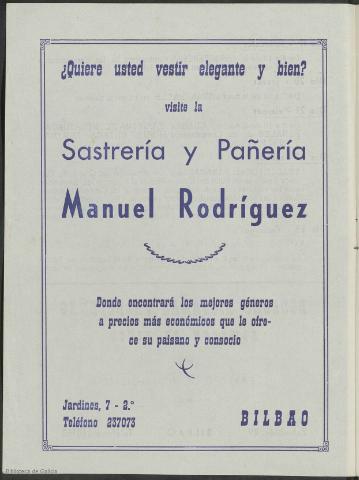 ¿Quiere usted vestir elegante y bien?
visite la
Sastrería y Pañería
Manuel Rodríguez
Donde encontrará los mejores géneros
a precios más económicos que le ofre-
ce su paisano y consocio
Jardines, 7 - 2.°
Teléfono 237073
BILBAO
Biblioteca de Galicia